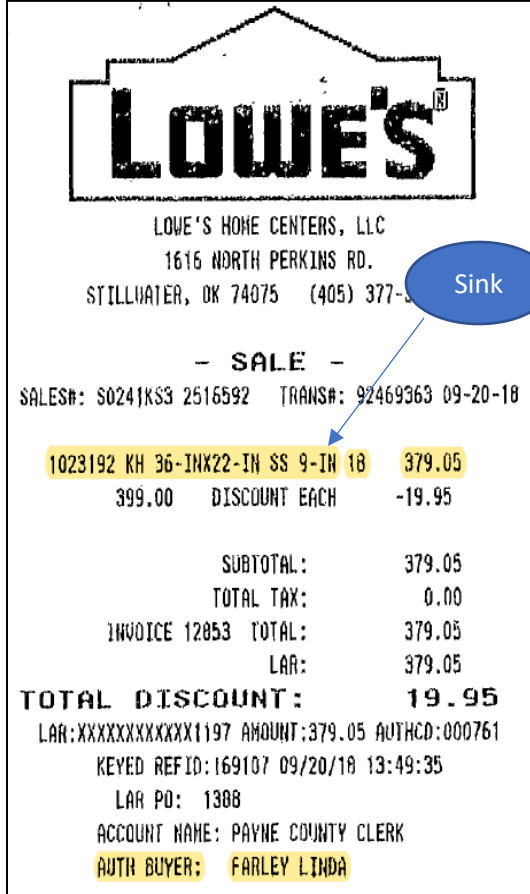 LOWE'S®
LOWE'S HOME CENTERS, LLC
1616 NORTH PERKINS RD.
STILLWATER, OK 74075 (405) 377-
Sink
- SALE -
SALES#: S0241KS3 2516592 TRANS#: 92469363 09-20-18
1023192 KH 36-INX22-IN SS 9-IN 18 379.05
399.00 DISCOUNT EACH -19.95
SUBTOTAL: 379.05
TOTAL TAX: 0.00
INVOICE 12853 TOTAL: 379.05
LAR: 379.05
TOTAL DISCOUNT: 19.95
LAR:XXXXXXXXXXXX1197 AMOUNT:379.05 AUTHCD:000761
KEYED REFID:169107 09/20/18 13:49:35
LAR PO: 1388
ACCOUNT NAME: PAYNE COUNTY CLERK
AUTH BUYER: FARLEY LINDA